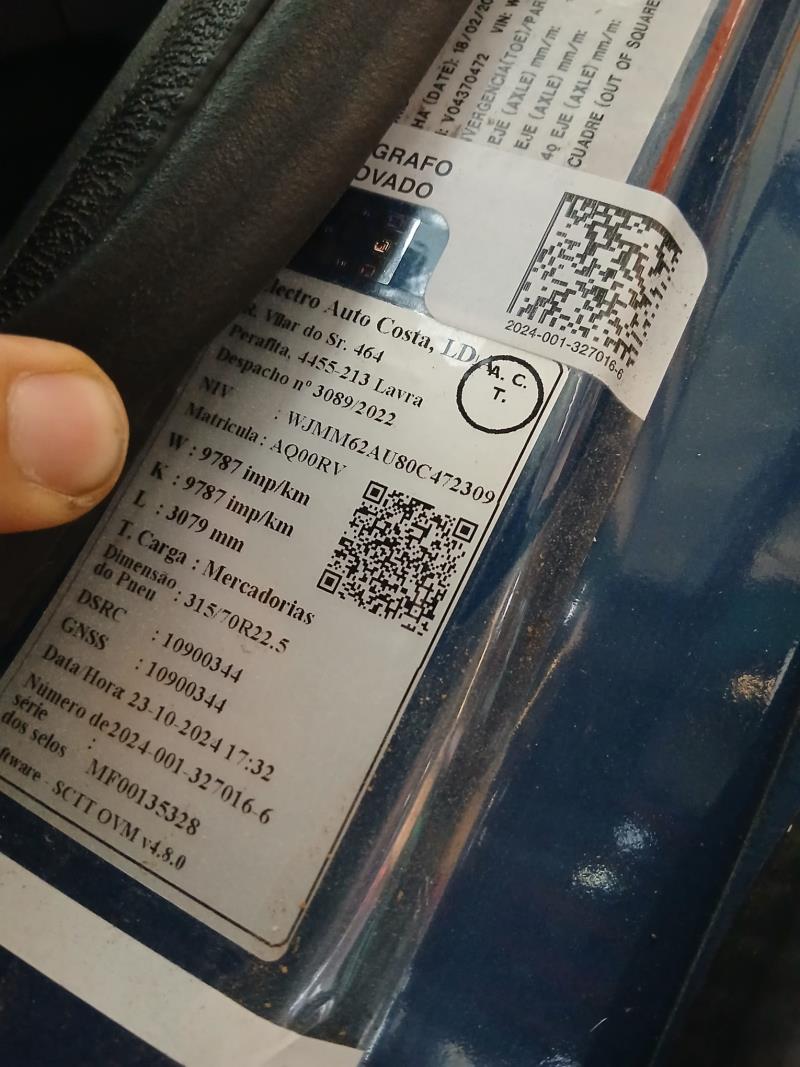 (DATE): 18/02/20
VIN: W
V04370472
(TOE)/PAR
EJE (AXLE) mm/m:
EJE (AXLE) mm/m:
4º EJE (AXLE) mm/m:
CUADRE (OUT OF SQUARE
GRAFO
OVADO
2024-001-327016-6
lectro Auto Costa, LD
R. Vilar do Sr. 464
Perafita, 4455-213 Lavra
Despacho nº 3089/2022
A. C.
T.
NIV : WJMM62AU80C472309
Matrícula : AQ00RV
W : 9787 imp/km
K : 9787 imp/km
L : 3079 mm
T. Carga : Mercadorias
Dimensão
do Pneu : 315/70R22.5
DSRC : 10900344
GNSS : 10900344
Data/Hora: 23-10-2024 17:32
Número de
série : 2024-001-327016-6
dos selos MF00135328
ftware - SCTT OVM v4.8.0